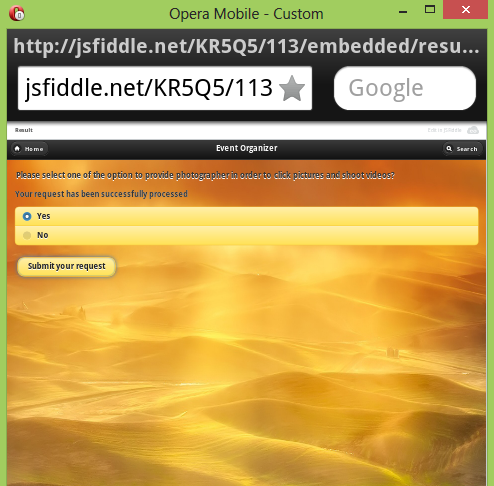 Opera Mobile - Custom
http://jsfiddle.net/KR5Q5/113/embedded/resu...
jsfiddle.net/KR5Q5/113
Google
Result
Edit in JSFiddle
Home
Event Organizer
Search
Please select one of the option to provide photographer in order to click pictures and shoot videos?
Your request has been successfully processed
Yes
No
Submit your request